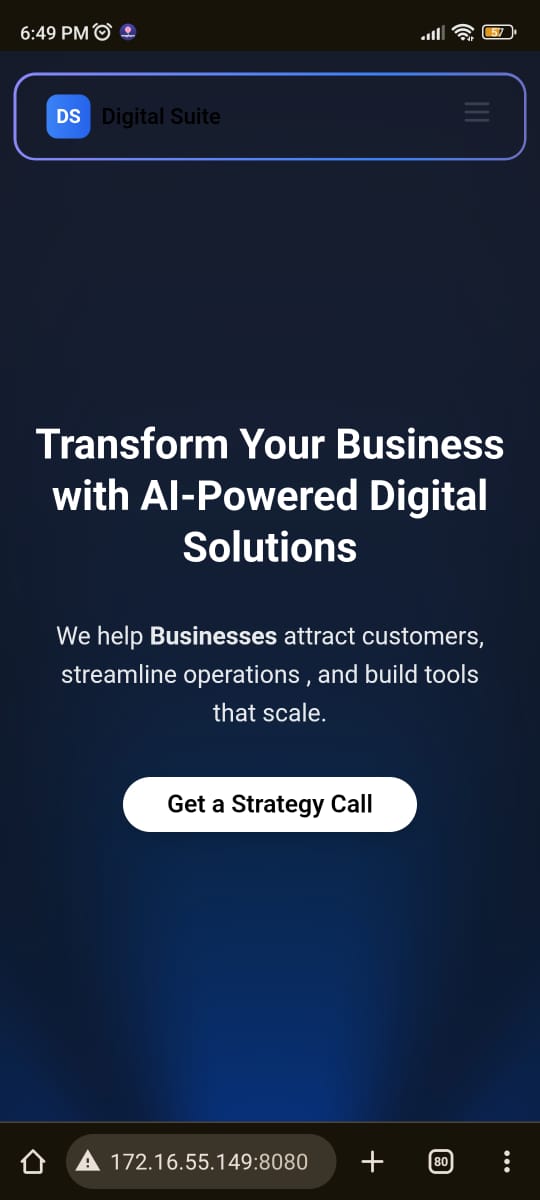 6:49 PM
57
DS Digital Suite
Transform Your Business
with AI-Powered Digital
Solutions
We help Businesses attract customers,
streamline operations , and build tools
that scale.
Get a Strategy Call
172.16.55.149:8080
80